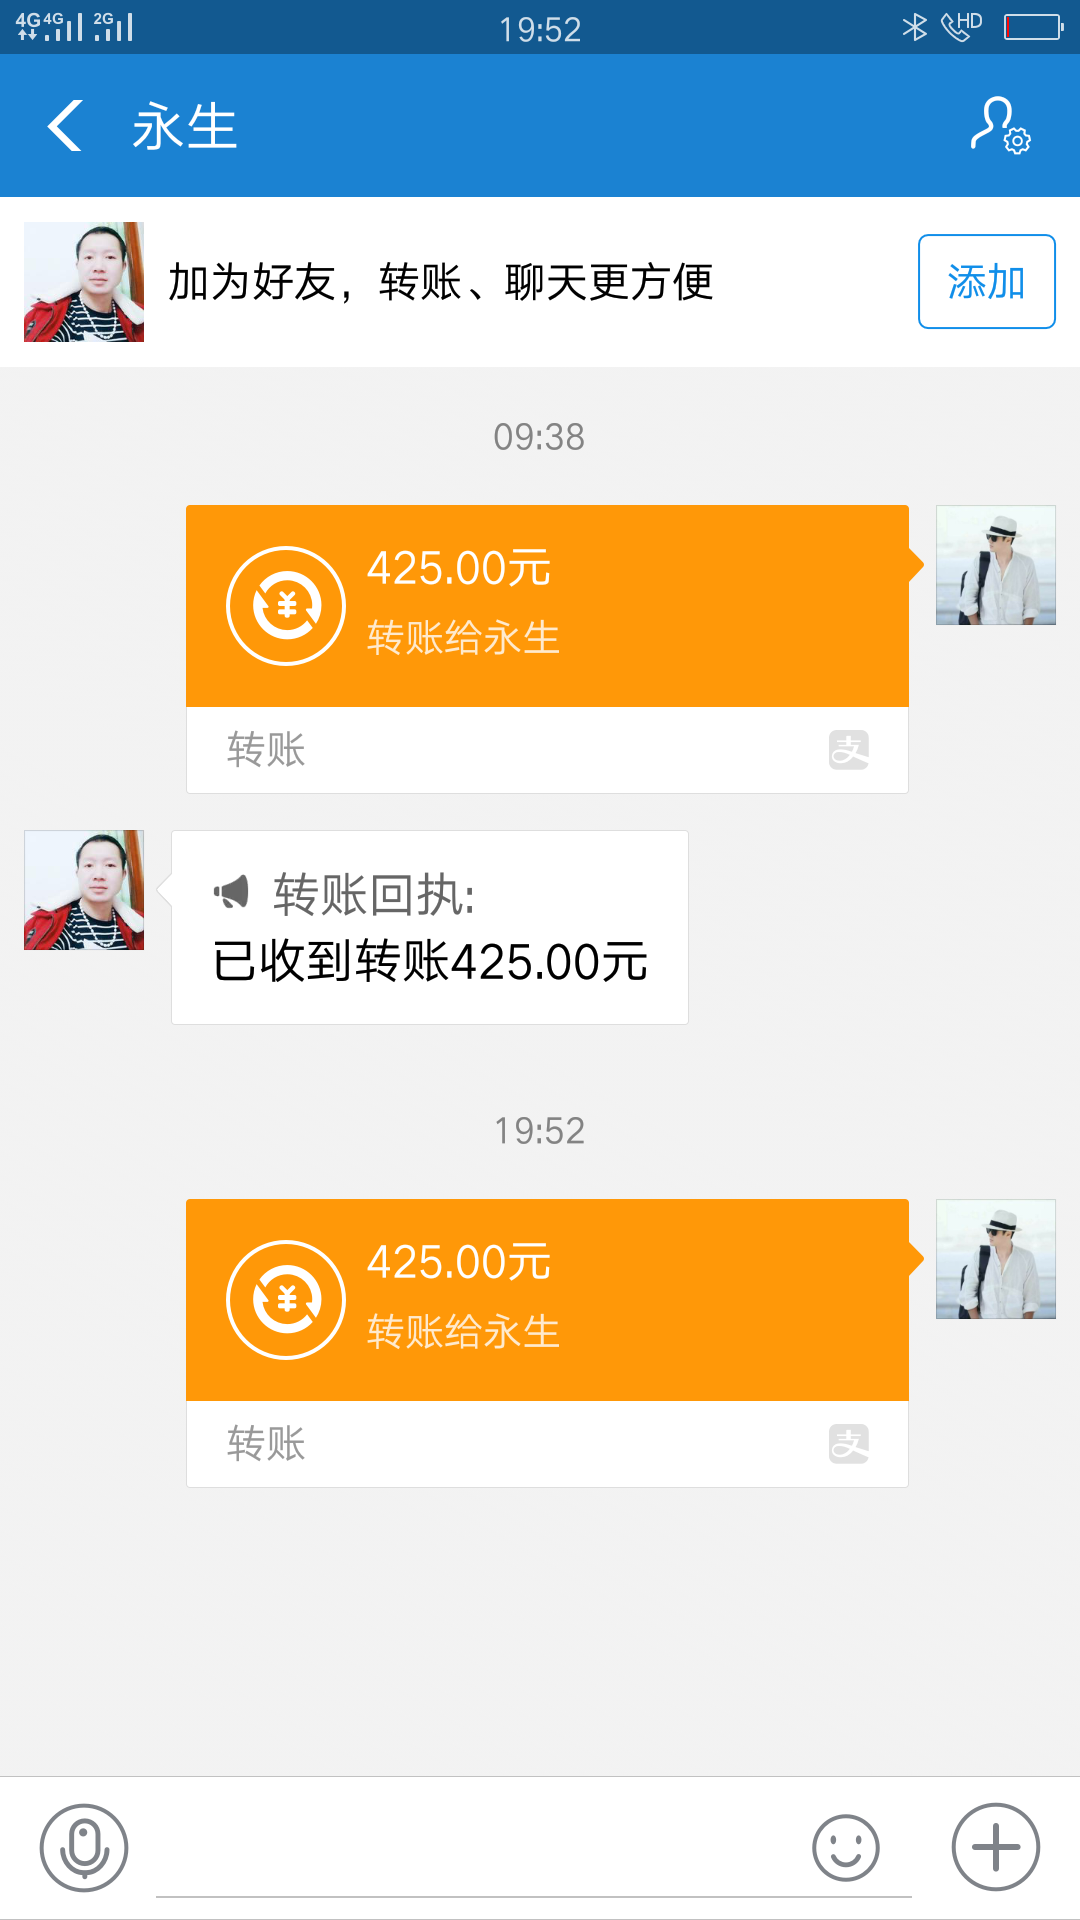 4G 4G 2G 19:52 HD
永生
加为好友，转账、聊天更方便 添加
09:38
425.00元
转账给永生
转账 支
转账回执:
已收到转账425.00元
19:52
425.00元
转账给永生
转账 支